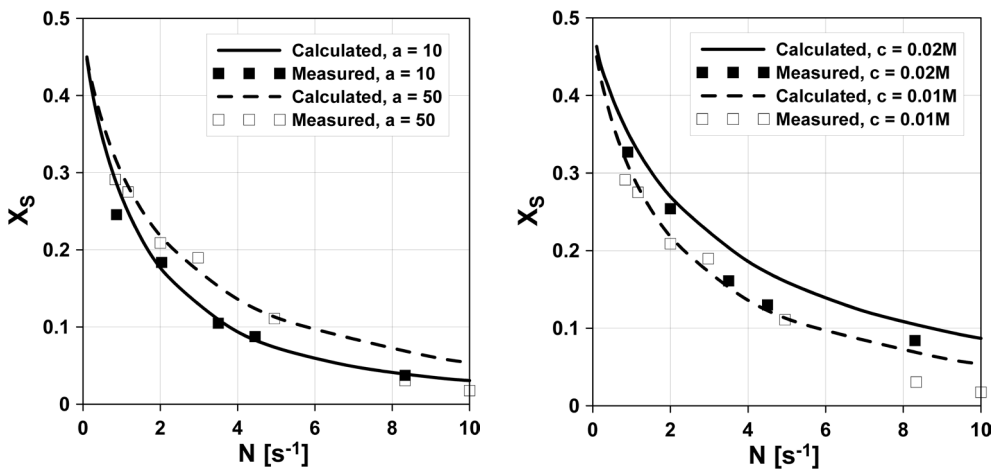 0.5
0.4
0.3
0.2
0.1
0
X_S
Calculated, a = 10
Measured, a = 10
Calculated, a = 50
Measured, a = 50
0 2 4 6 8 10
N [s⁻¹]
0.5
0.4
0.3
0.2
0.1
0
X_S
Calculated, c = 0.02M
Measured, c = 0.02M
Calculated, c = 0.01M
Measured, c = 0.01M
0 2 4 6 8 10
N [s⁻¹]